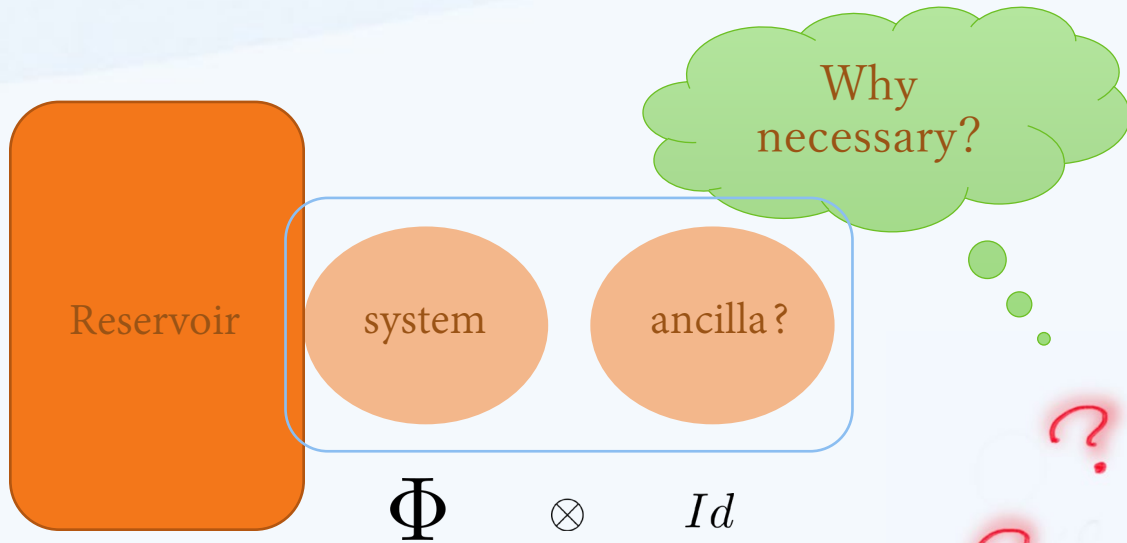 Why
necessary?
Reservoir
system
ancilla?
Φ ⊗ Id
?
?